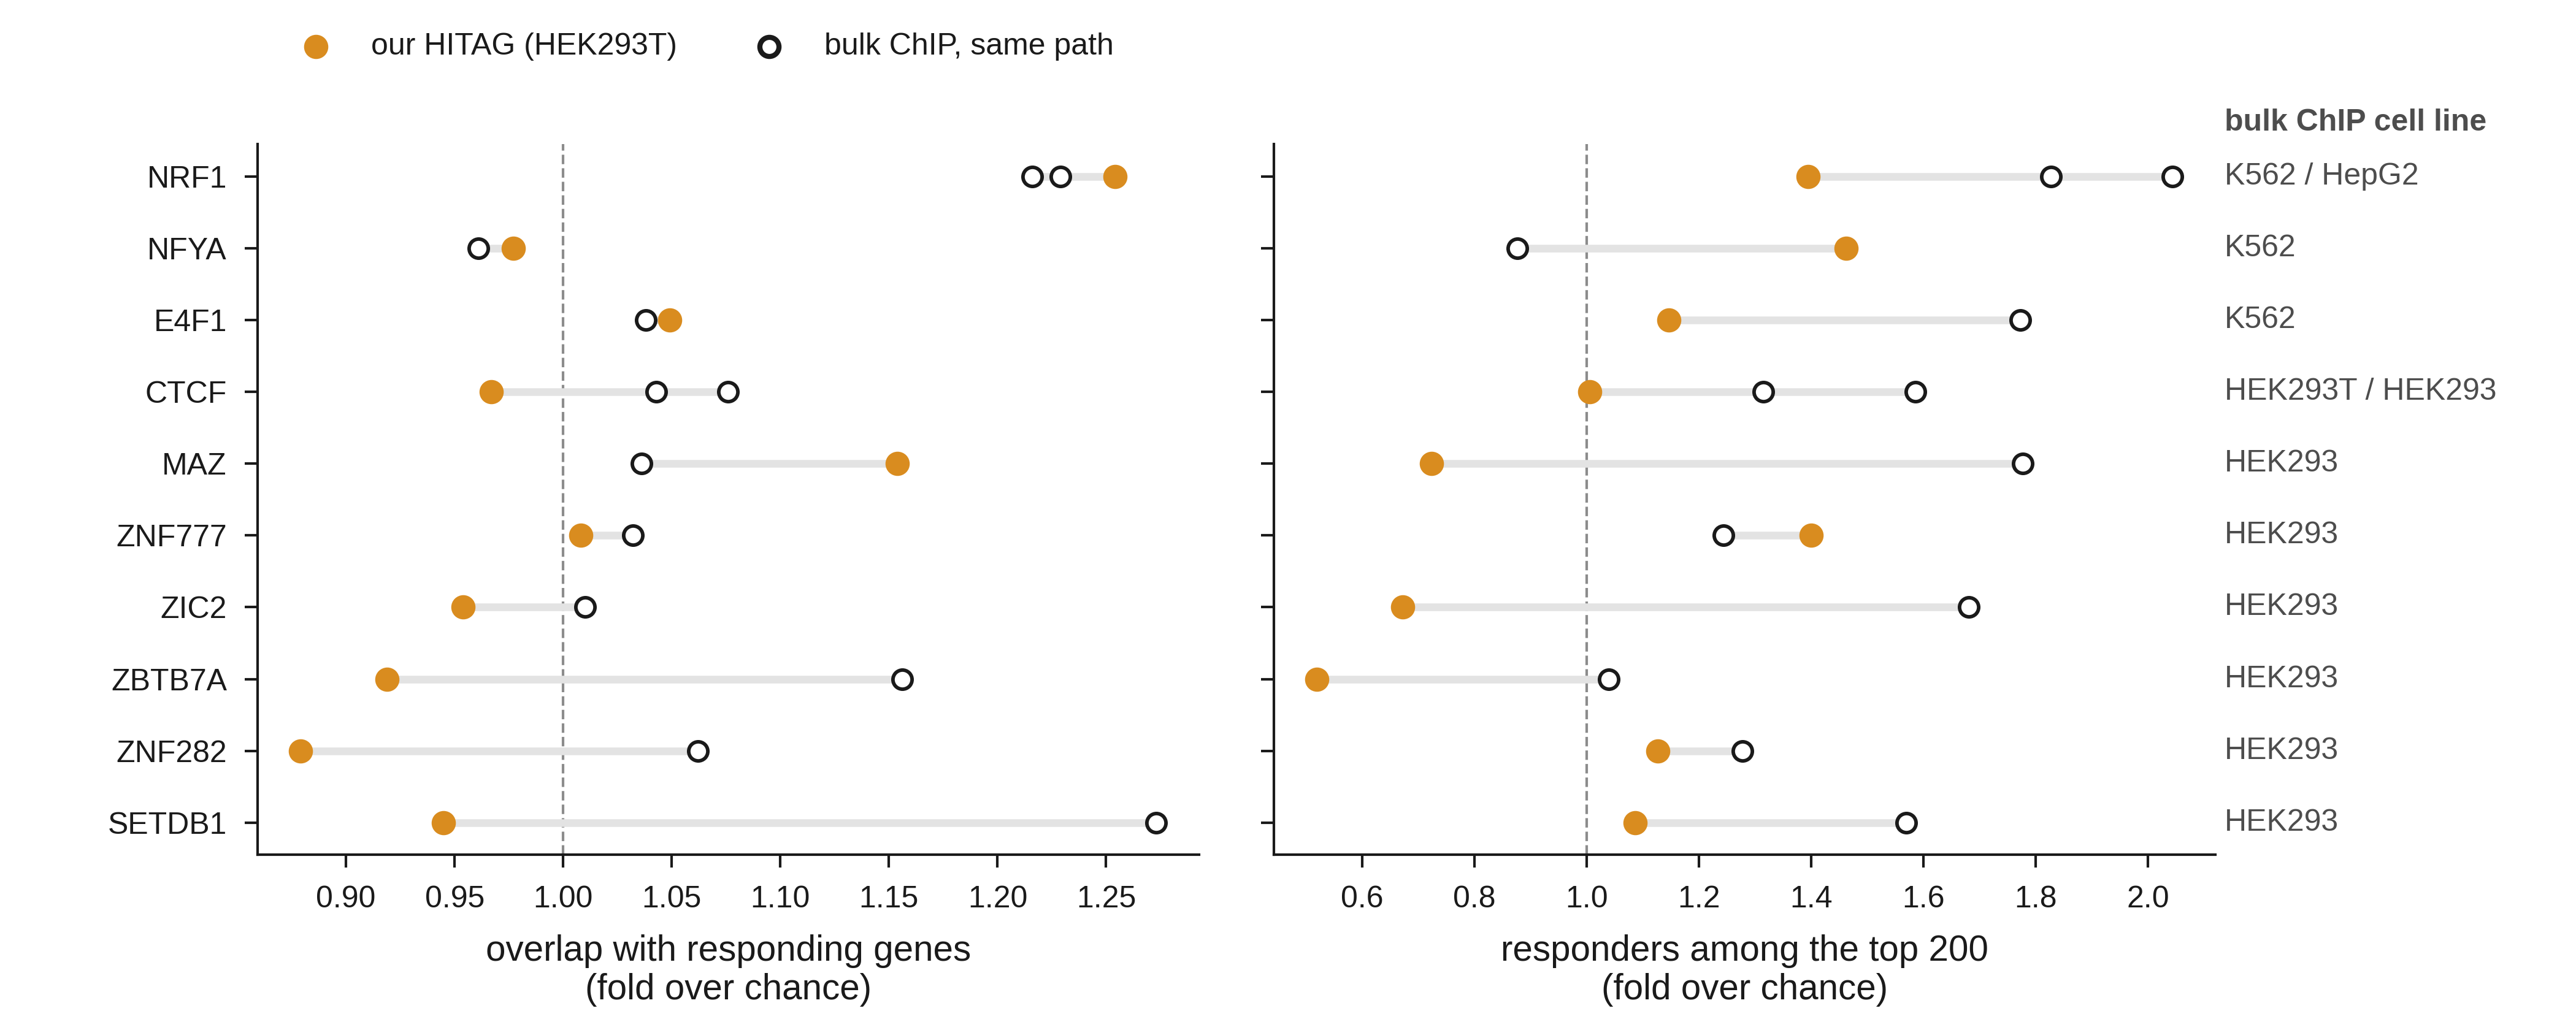 our HITAG (HEK293T)
bulk ChIP, same path
bulk ChIP cell line
NRF1
K562 / HepG2
NFYA
K562
E4F1
K562
CTCF
HEK293T / HEK293
MAZ
HEK293
ZNF777
HEK293
ZIC2
HEK293
ZBTB7A
HEK293
ZNF282
HEK293
SETDB1
HEK293
0.90 0.95 1.00 1.05 1.10 1.15 1.20 1.25
overlap with responding genes
(fold over chance)
0.6 0.8 1.0 1.2 1.4 1.6 1.8 2.0
responders among the top 200
(fold over chance)